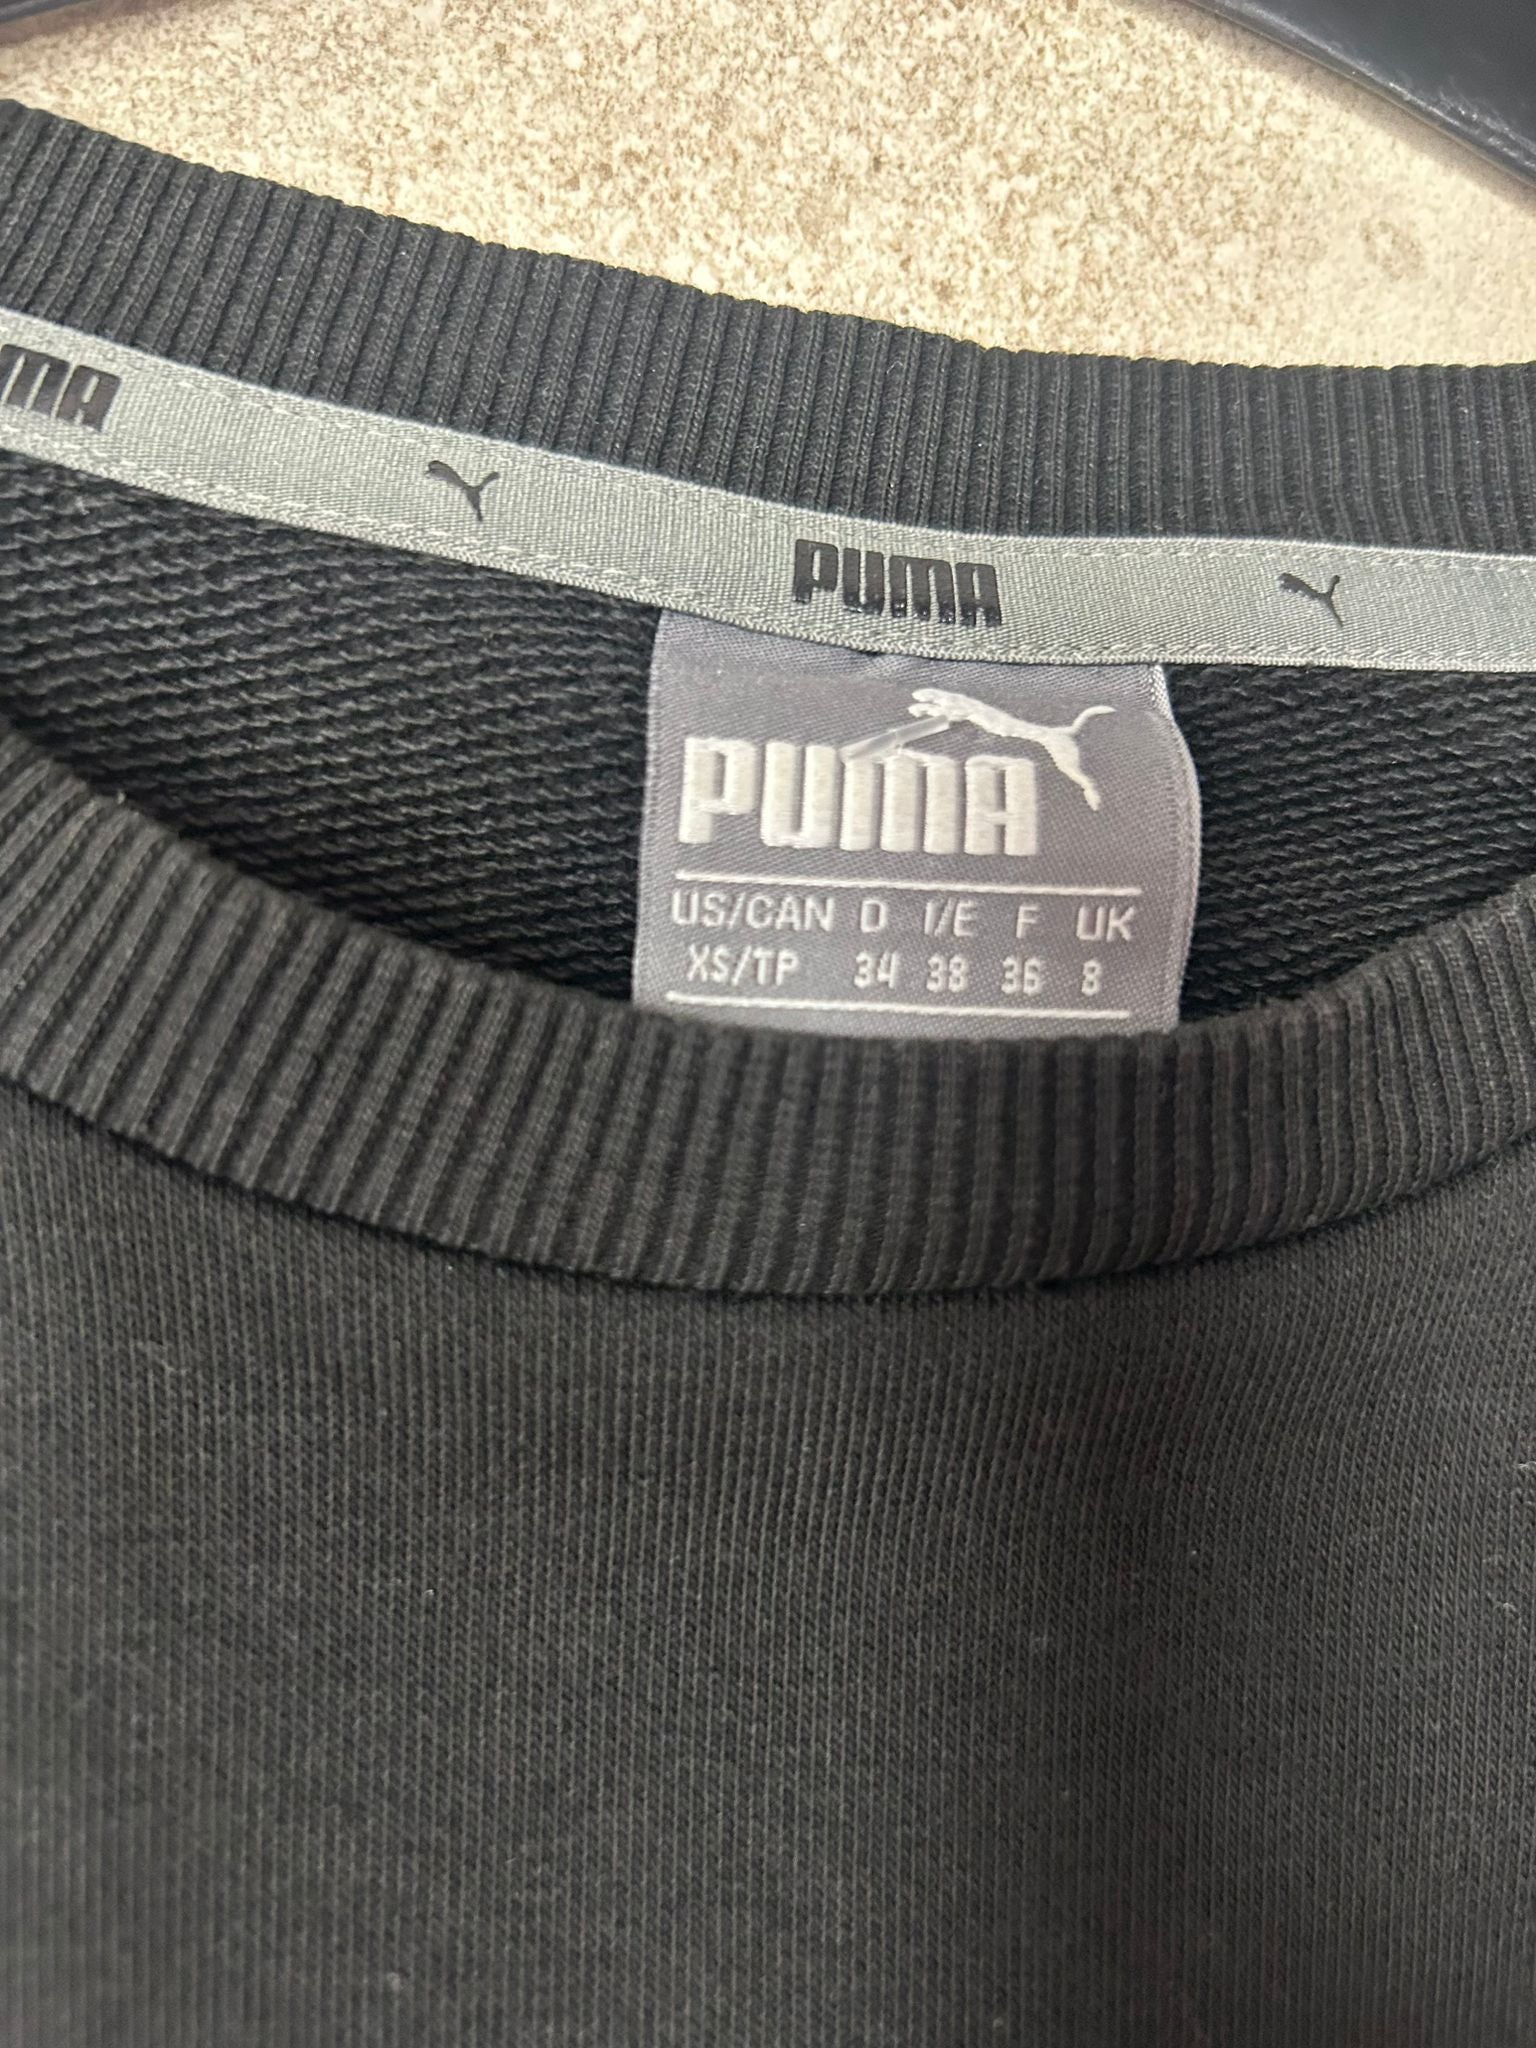 PUMA
PUMA
PUMA
US/CAN D I/E F UK
XS/TP 34 38 36 8